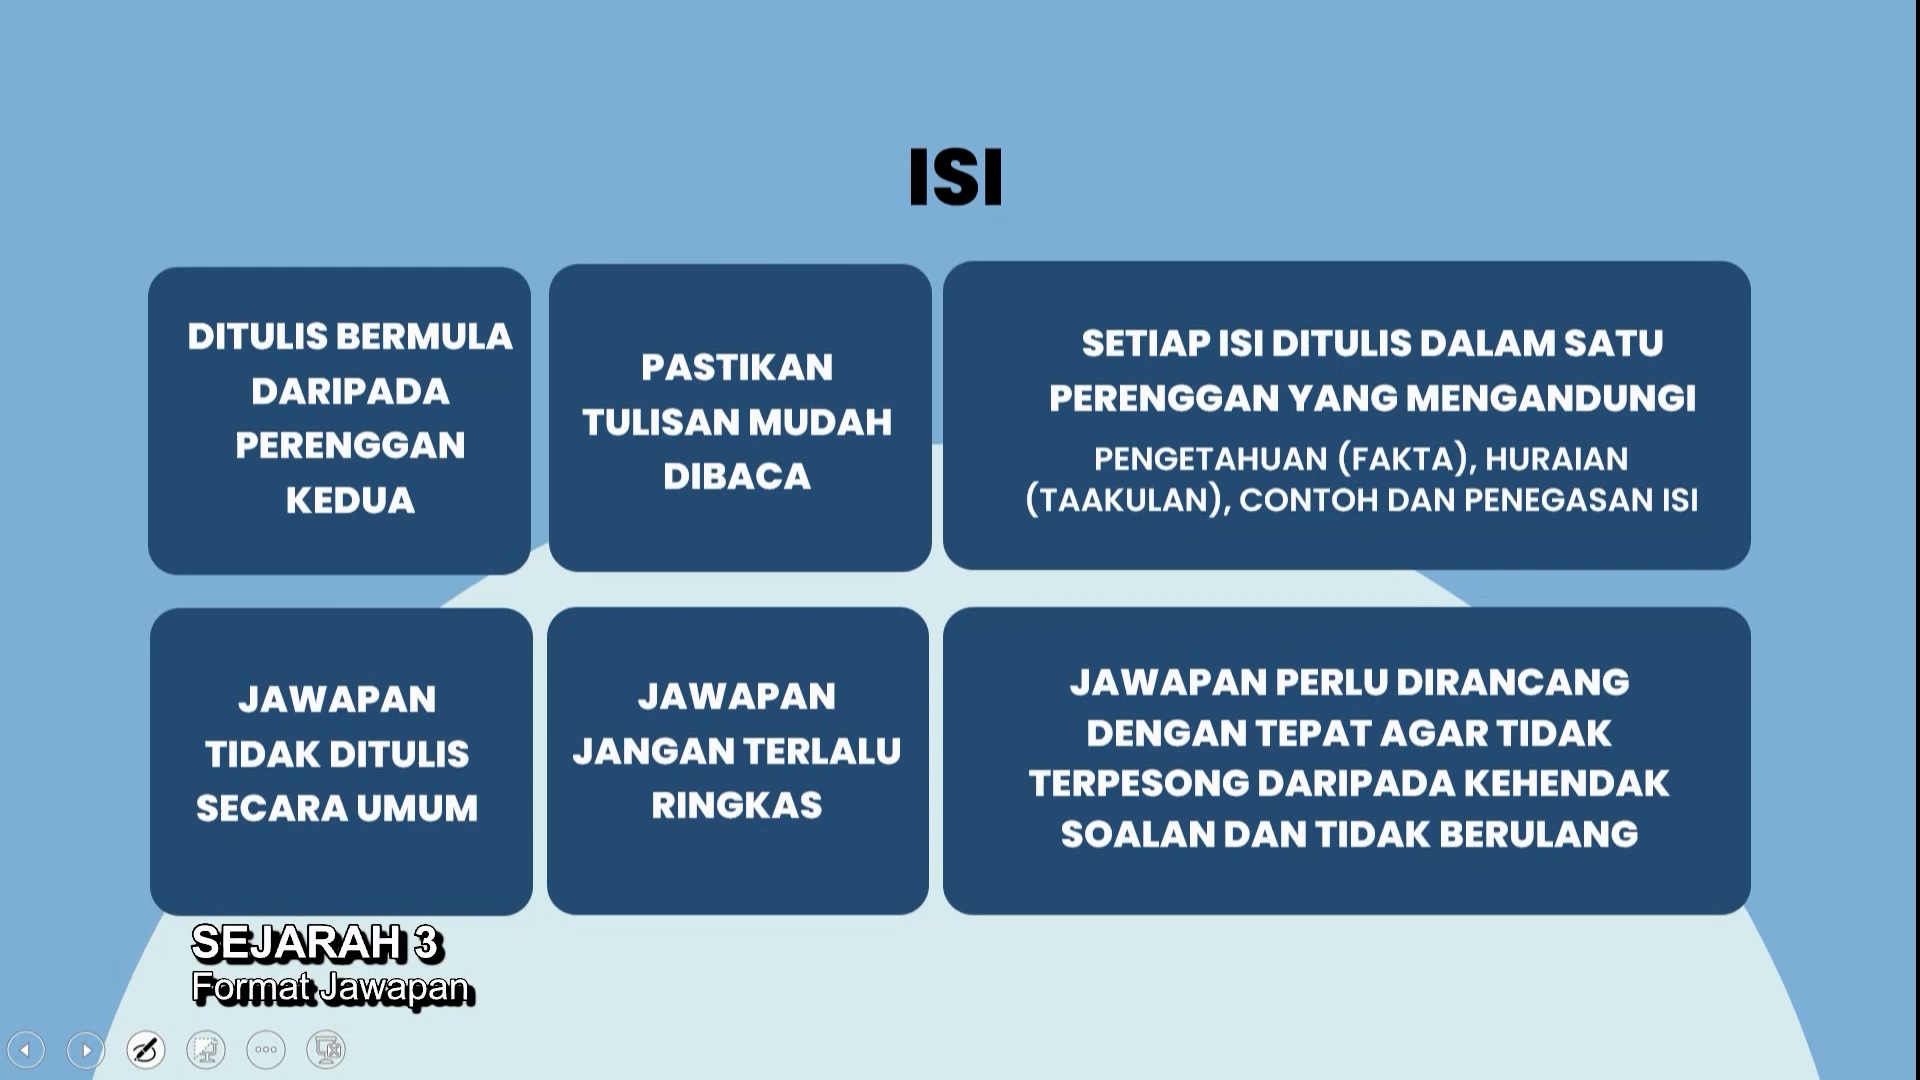 ISI
DITULIS BERMULA
DARIPADA
PERENGGAN
KEDUA
PASTIKAN
TULISAN MUDAH
DIBACA
SETIAP ISI DITULIS DALAM SATU
PERENGGAN YANG MENGANDUNGI
PENGETAHUAN (FAKTA), HURAIAN
(TAAKULAN), CONTOH DAN PENEGASAN ISI
JAWAPAN
TIDAK DITULIS
SECARA UMUM
JAWAPAN
JANGAN TERLALU
RINGKAS
JAWAPAN PERLU DIRANCANG
DENGAN TEPAT AGAR TIDAK
TERPESONG DARIPADA KEHENDAK
SOALAN DAN TIDAK BERULANG
SEJARAH 3
Format Jawapan